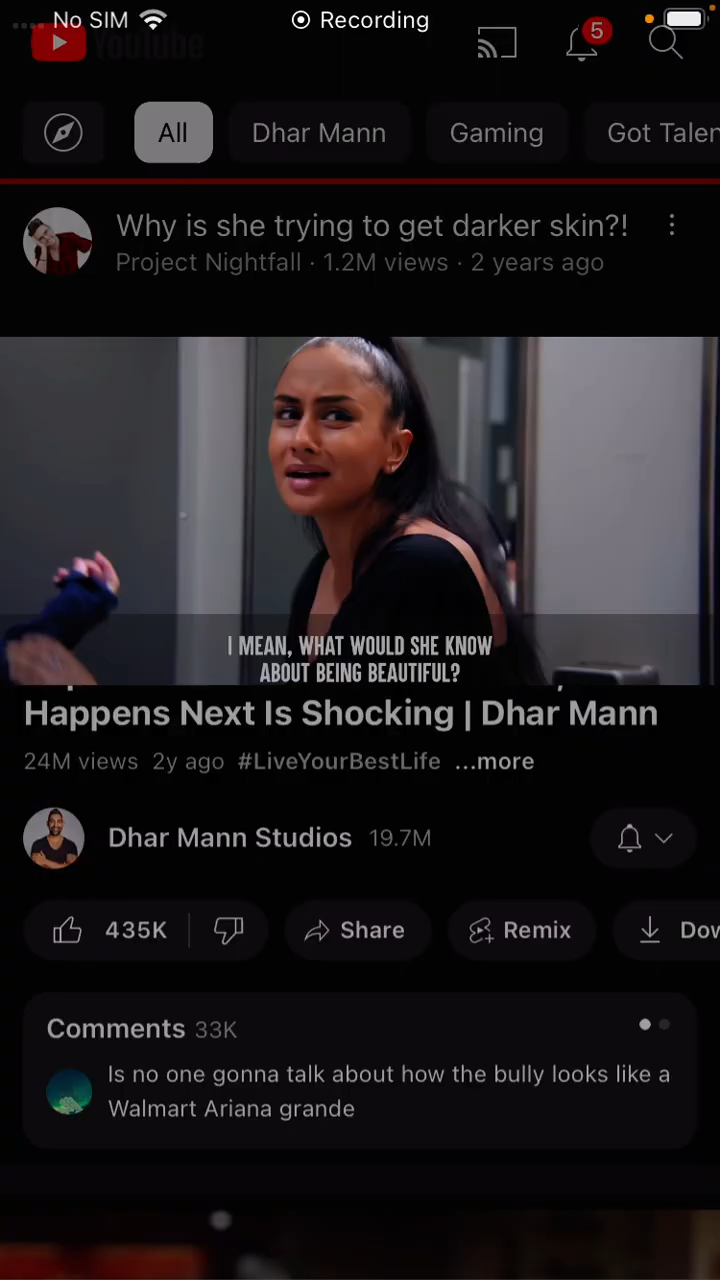 No SIM
Recording
YouTube
5
All
Dhar Mann
Gaming
Why is she trying to get darker skin?!
Project Nightfall · 1.2M views · 2 years ago
I MEAN, WHAT WOULD SHE KNOW
ABOUT BEING BEAUTIFUL?
Happens Next Is Shocking | Dhar Mann
24M views 2y ago #LiveYourBestLife ...more
Dhar Mann Studios 19.7M
435K
Share
Remix
Comments 33K
Is no one gonna talk about how the bully looks like a
Walmart Ariana grande